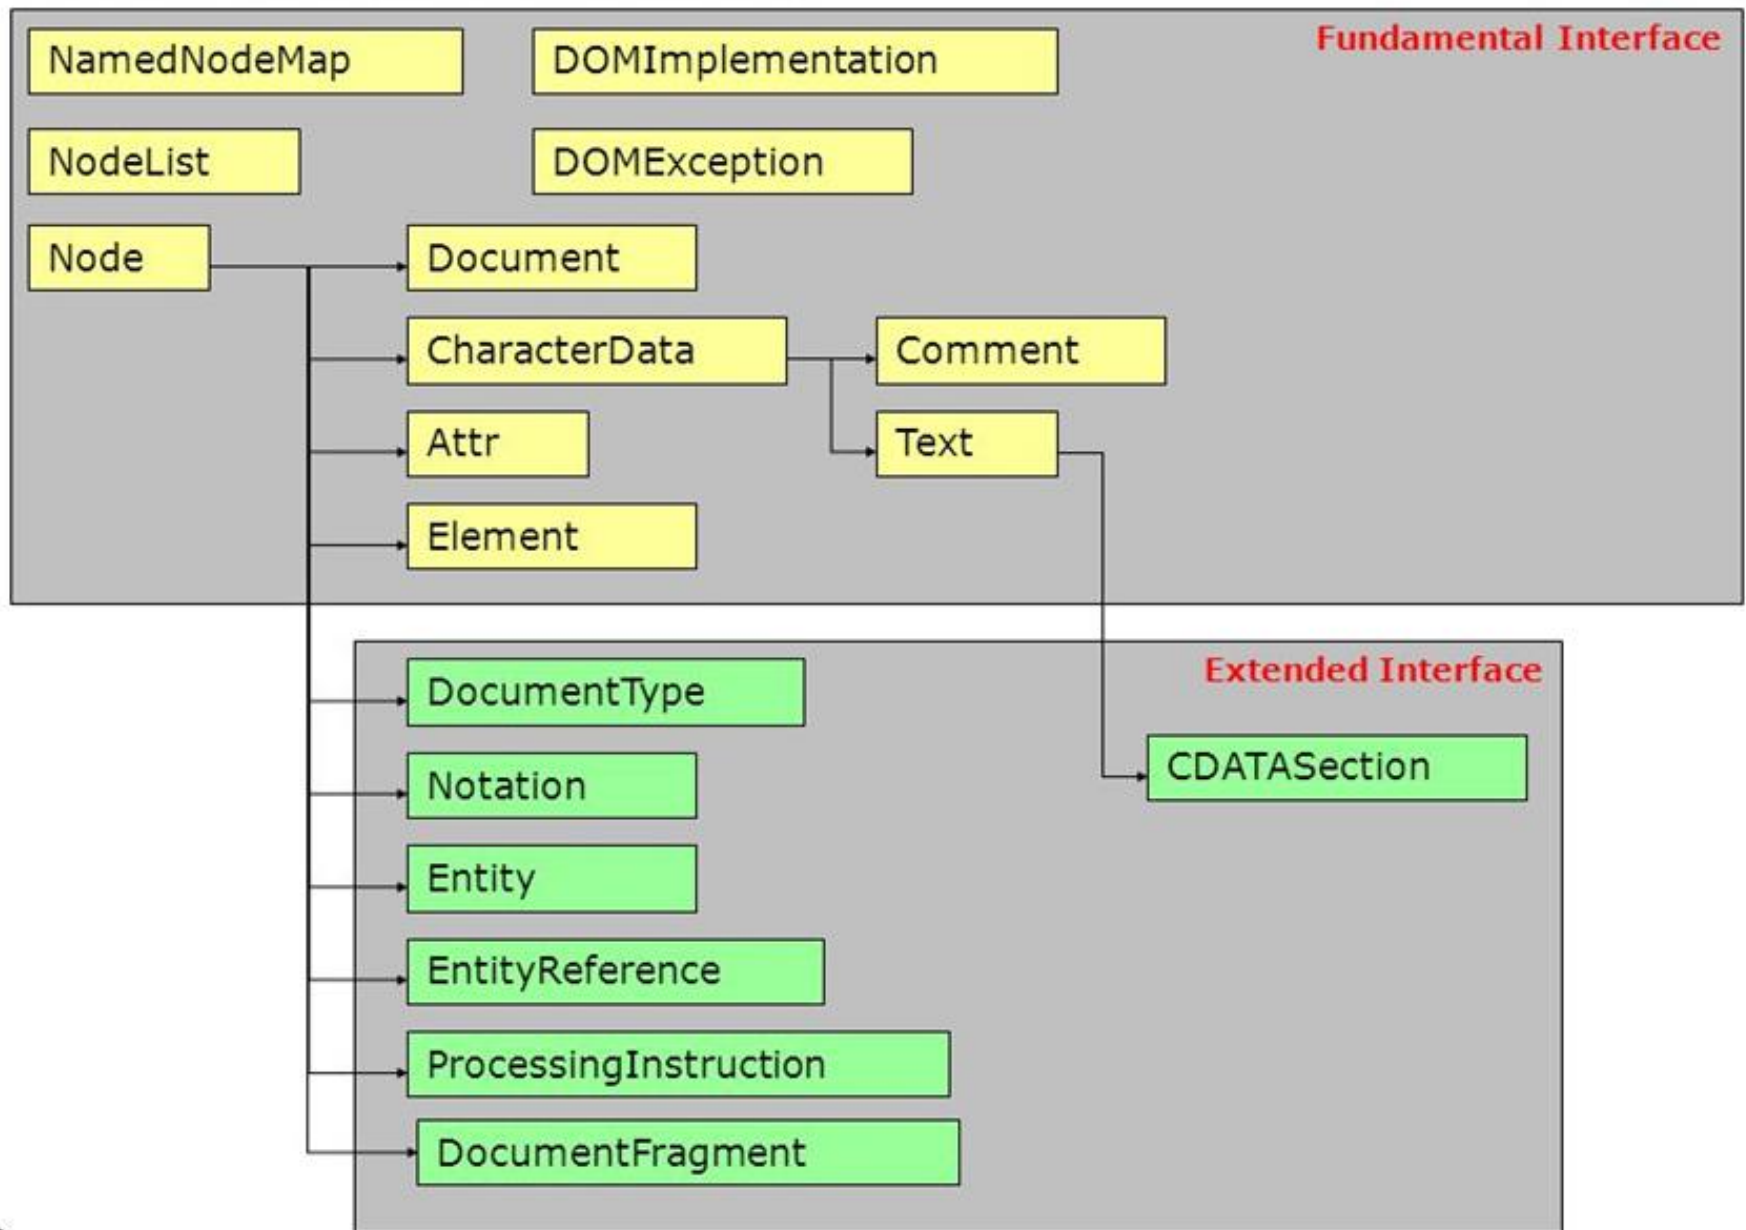 Fundamental Interface
NamedNodeMap
DOMImplementation
NodeList
DOMException
Node
Document
CharacterData
Comment
Attr
Text
Element
Extended Interface
DocumentType
Notation
CDATASection
Entity
EntityReference
ProcessingInstruction
DocumentFragment